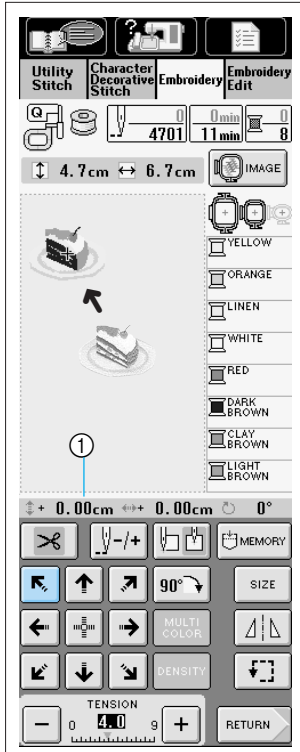 Utility Stitch
Character Decorative Stitch
Embroidery
Embroidery Edit
Q
0
4701
0min
11min
0
8
4.7cm 6.7cm
IMAGE
YELLOW
ORANGE
LINEN
WHITE
RED
DARK BROWN
CLAY BROWN
LIGHT BROWN
1
+ 0.00cm + 0.00cm 0°
-/+
MEMORY
90°
SIZE
MULTI COLOR
DENSITY
TENSION
− 0 4.0 9 +
RETURN